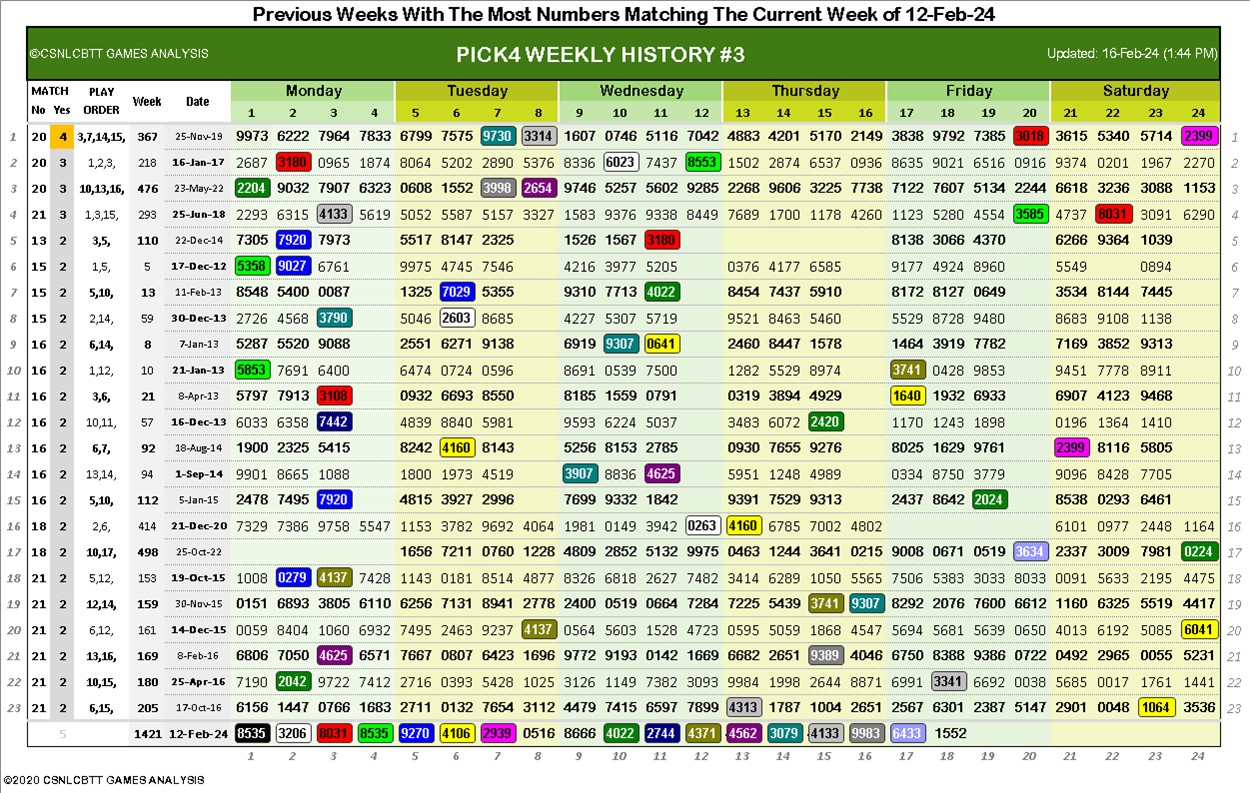 Previous Weeks With The Most Numbers Matching The Current Week of 12-Feb-24
©CSNLCBTT GAMES ANALYSIS PICK4 WEEKLY HISTORY #3 Updated: 16-Feb-24 (1:44 PM)
MATCH PLAY Week Date Monday Tuesday Wednesday Thursday Friday Saturday
No Yes ORDER 1 2 3 4 5 6 7 8 9 10 11 12 13 14 15 16 17 18 19 20 21 22 23 24
1 20 4 3,7,14,15, 367 25-Nov-19 9973 6222 7964 7833 6799 7575 9730 3314 1607 0746 5116 7042 4883 4201 5170 2149 3838 9792 7385 3018 3615 5340 5714 2399 1
2 20 3 1,2,3, 218 16-Jan-17 2687 3180 0965 1874 8064 5202 2890 5376 8336 6023 7437 8553 1502 2874 6537 0936 8635 9021 6516 0916 9374 0201 1967 2270 2
3 20 3 10,13,16, 476 23-May-22 2204 9032 7907 6323 0608 1552 3998 2654 9746 5257 5602 9285 2268 9606 3225 7738 7122 7607 5134 2244 6618 3236 3088 1153 3
4 21 3 1,3,15, 293 25-Jun-18 2293 6315 4133 5619 5052 5587 5157 3327 1583 9376 9338 8449 7689 1700 1178 4260 1123 5280 4554 3585 4737 8031 3091 6290 4
5 13 2 3,5, 110 22-Dec-14 7305 7920 7973 5517 8147 2325 1526 1567 3180 8138 3066 4370 6266 9364 1039 5
6 15 2 1,5, 5 17-Dec-12 5358 9027 6761 9975 4745 7546 4216 3977 5205 0376 4177 6585 9177 4924 8960 5549 0894 6
7 15 2 5,10, 13 11-Feb-13 8548 5400 0087 1325 7029 5355 9310 7713 4022 8454 7437 5910 8172 8127 0649 3534 8144 7445 7
8 15 2 2,14, 59 30-Dec-13 2726 4568 3790 5046 2603 8685 4227 5307 5719 9521 8463 5460 5529 8728 9480 8683 9108 1138 8
9 16 2 6,14, 8 7-Jan-13 5287 5520 9088 2551 6271 9138 6919 9307 0641 2460 8447 1578 1464 3919 7782 7169 3852 9313 9
10 16 2 1,12, 10 21-Jan-13 5853 7691 6400 6474 0724 0596 8691 0539 7500 1282 5529 8974 3741 0428 9853 9451 7778 8911 10
11 16 2 3,6, 21 8-Apr-13 5797 7913 3108 0932 6693 8550 8185 1559 0791 0319 3894 4929 1640 1932 6933 6907 4123 9468 11
12 16 2 10,11, 57 16-Dec-13 6033 6358 7442 4839 8840 5981 9593 6224 5037 3483 6072 2420 1170 1243 1898 0196 1364 1410 12
13 16 2 6,7, 92 18-Aug-14 1900 2325 5415 8242 4160 8143 5256 8153 2785 0930 7655 9276 8025 1629 9761 2399 8116 5805 13
14 16 2 13,14, 94 1-Sep-14 9901 8665 1088 1800 1973 4519 3907 8836 4625 5951 1248 4989 0334 8750 3779 9096 8428 7705 14
15 16 2 5,10, 112 5-Jan-15 2478 7495 7920 4815 3927 2996 7699 9332 1842 9391 7529 9313 2437 8642 2024 8538 0293 6461 15
16 18 2 2,6, 414 21-Dec-20 7329 7386 9758 5547 1153 3782 9692 4064 1981 0149 3942 0263 4160 6785 7002 4802 6101 0977 2448 1164 16
17 18 2 10,17, 498 25-Oct-22 1656 7211 0760 1228 4809 2852 5132 9975 0463 1244 3641 0215 9008 0671 0519 3634 2337 3009 7981 0224 17
18 21 2 5,12, 153 19-Oct-15 1008 0279 4137 7428 1143 0181 8514 4877 8326 6818 2627 7482 3414 6289 1050 5565 7506 5383 3033 8033 0091 5633 2195 4475 18
19 21 2 12,14, 159 30-Nov-15 0151 6893 3805 6110 6256 7131 8941 2778 2400 0519 0664 7284 7225 5439 3741 9307 8292 2076 7600 6612 1160 6325 5519 4417 19
20 21 2 6,12, 161 14-Dec-15 0059 8404 1060 6932 7495 2463 9237 4137 0564 5603 1528 4723 0595 5059 1868 4547 5694 5681 5639 0650 4013 6192 5085 6041 20
21 21 2 13,16, 169 8-Feb-16 6806 7050 4625 6571 7667 0807 6423 1696 9772 9193 0142 1669 6682 2651 9389 4046 6750 8388 9386 0722 0492 2965 0055 5231 21
22 21 2 10,15, 180 25-Apr-16 7190 2042 9722 7412 2716 0393 5428 1025 3126 1149 7382 3093 9984 1998 2644 8871 6991 3341 6692 0038 5685 0017 1761 1441 22
23 21 2 6,15, 205 17-Oct-16 6156 1447 0766 1683 2711 0132 7654 3112 4479 7415 6597 7899 4313 1787 1004 2651 2567 6301 2387 5147 2901 0048 1064 3536 23
5 1421 12-Feb-24 8535 3206 8031 8535 9270 4106 2939 0516 8666 4022 2744 4371 4562 3079 4133 9983 6433 1552
1 2 3 4 5 6 7 8 9 10 11 12 13 14 15 16 17 18 19 20 21 22 23 24
©2020 CSNLCBTT GAMES ANALYSIS